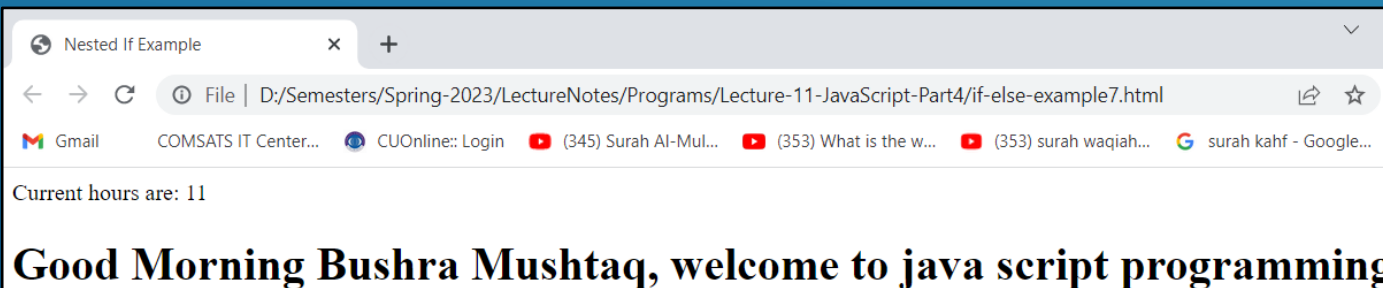 Nested If Example
File | D:/Semesters/Spring-2023/LectureNotes/Programs/Lecture-11-JavaScript-Part4/if-else-example7.html
Gmail COMSATS IT Center... CUOnline:: Login (345) Surah Al-Mul... (353) What is the w... (353) surah waqiah... surah kahf - Google...
Current hours are: 11
Good Morning Bushra Mushtaq, welcome to java script programming